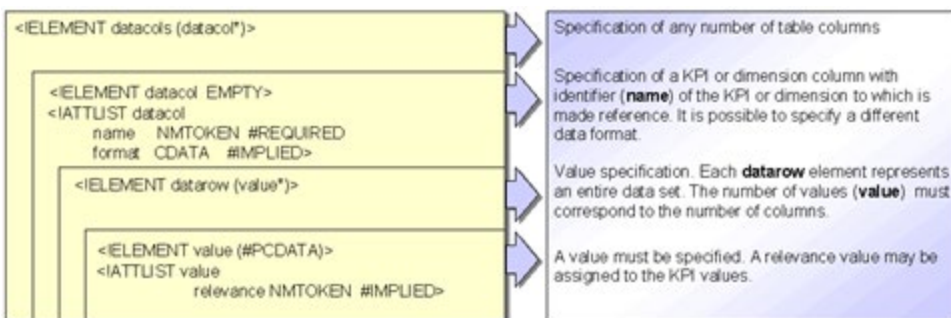 <!ELEMENT datacols (datacol*)>
<!ELEMENT datacol EMPTY>
<!ATTLIST datacol
name NMTOKEN #REQUIRED
format CDATA #IMPLIED>
<!ELEMENT datarow (value*)>
<!ELEMENT value (#PCDATA)>
<!ATTLIST value
relevance NMTOKEN #IMPLIED>
Specification of any number of table columns
Specification of a KPI or dimension column with
identifier (name) of the KPI or dimension to which is
made reference. It is possible to specify a different
data format.
Value specification. Each datarow element represents
an entire data set. The number of values (value) must
correspond to the number of columns.
A value must be specified. A relevance value may be
assigned to the KPI values.